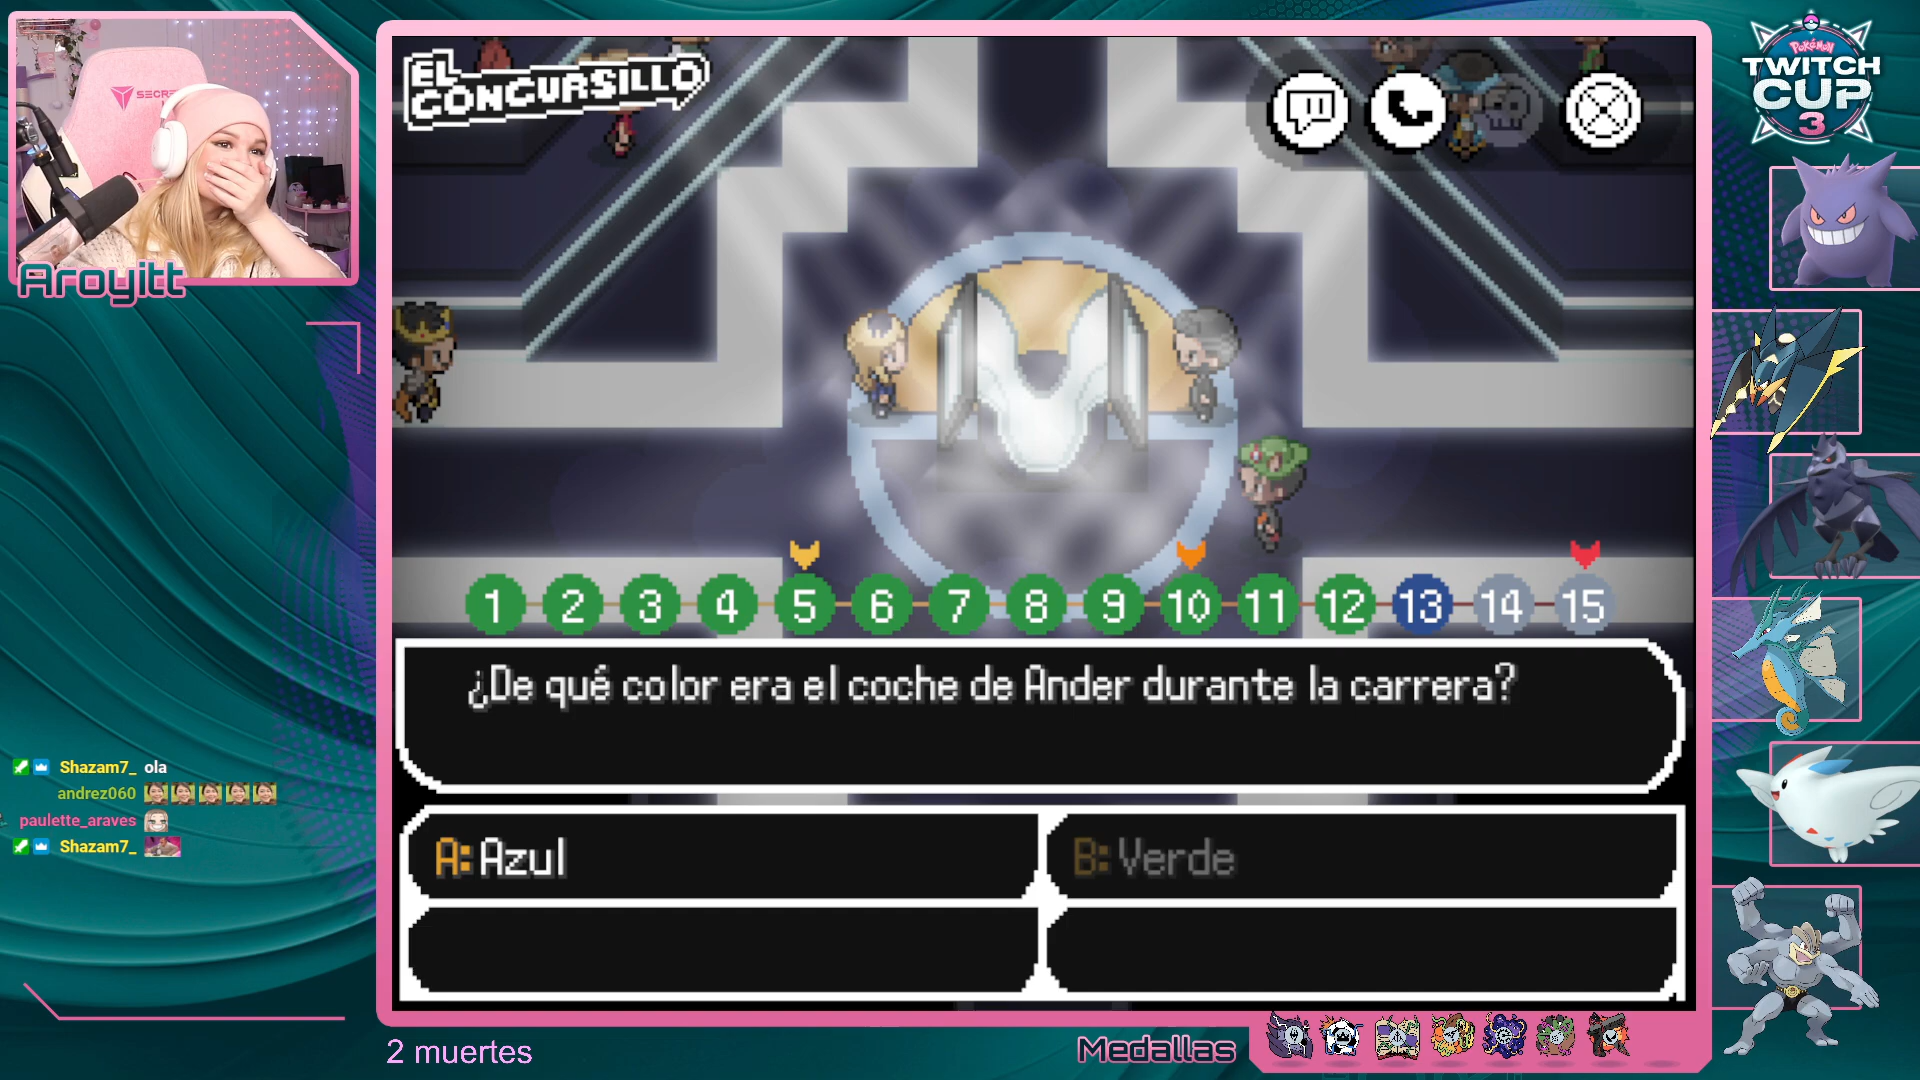 SECRE
Aroyitt
EL
CONCURSILLO
Pokémon
TWITCH
CUP
3
1 2 3 4 5 6 7 8 9 10 11 12 13 14 15
¿De qué color era el coche de Ander durante la carrera?
A: Azul
B: Verde
Shazam7_ ola
andrez060
paulette_araves
Shazam7_
2 muertes
Medallas